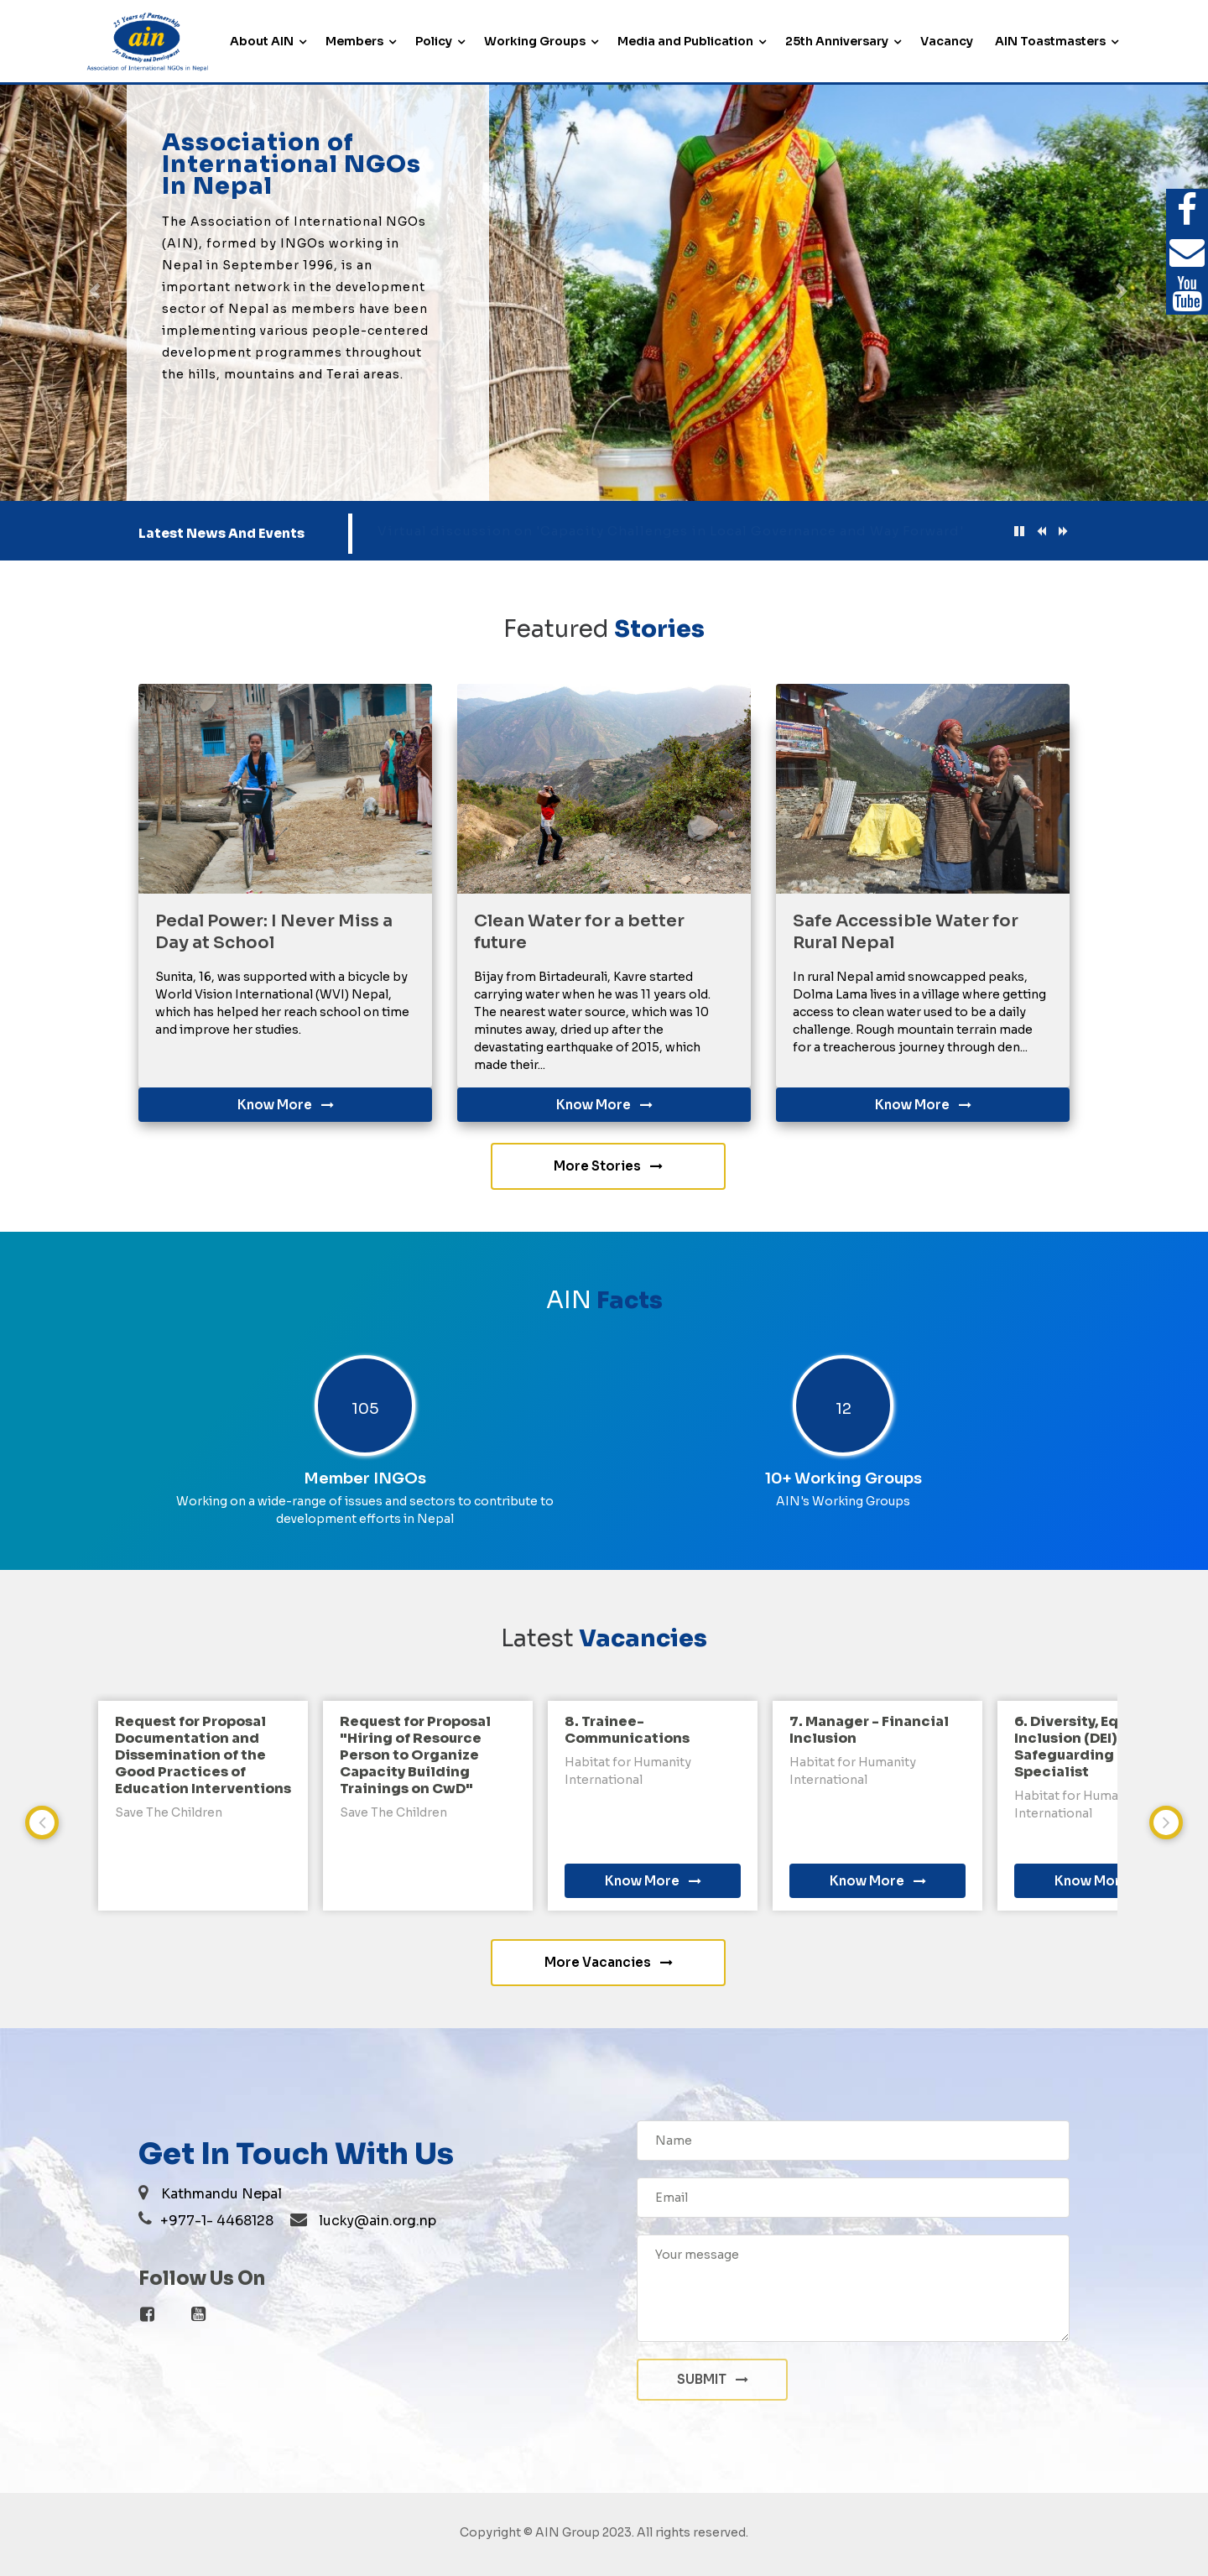 25 Years of Partnership
ain
for Humanity and Development
Association of International NGOs in Nepal
About AIN
Members
Policy
Working Groups
Media and Publication
25th Anniversary
Vacancy
AIN Toastmasters
Association of
International NGOs
In Nepal
The Association of International NGOs
(AIN), formed by INGOs working in
Nepal in September 1996, is an
important network in the development
sector of Nepal as members have been
implementing various people-centered
development programmes throughout
the hills, mountains and Terai areas.
You
Tube
Latest News And Events
Featured Stories
Pedal Power: I Never Miss a
Day at School
Sunita, 16, was supported with a bicycle by
World Vision International (WVI) Nepal,
which has helped her reach school on time
and improve her studies.
Know More
Clean Water for a better
future
Bijay from Birtadeurali, Kavre started
carrying water when he was 11 years old.
The nearest water source, which was 10
minutes away, dried up after the
devastating earthquake of 2015, which
made their...
Know More
Safe Accessible Water for
Rural Nepal
In rural Nepal amid snowcapped peaks,
Dolma Lama lives in a village where getting
access to clean water used to be a daily
challenge. Rough mountain terrain made
for a treacherous journey through den...
Know More
More Stories
AIN Facts
105
Member INGOs
Working on a wide-range of issues and sectors to contribute to
development efforts in Nepal
12
10+ Working Groups
AIN's Working Groups
Latest Vacancies
Request for Proposal
Documentation and
Dissemination of the
Good Practices of
Education Interventions
Save The Children
Request for Proposal
"Hiring of Resource
Person to Organize
Capacity Building
Trainings on CwD"
Save The Children
8. Trainee-
Communications
Habitat for Humanity
International
Know More
7. Manager - Financial
Inclusion
Habitat for Humanity
International
Know More
6. Diversity, Eq
Inclusion (DEI)
Safeguarding
Specialist
Habitat for Huma
International
Know Mor
More Vacancies
Get In Touch With Us
Kathmandu Nepal
+977-1- 4468128
lucky@ain.org.np
Follow Us On
Name
Email
Your message
SUBMIT
Copyright © AIN Group 2023. All rights reserved.